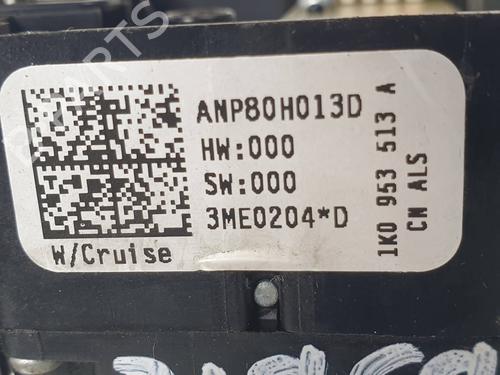 ANP80H013D
HW:000
SW:000
3ME0204*D
W/Cruise
1K0 953 513 A
CN ALS